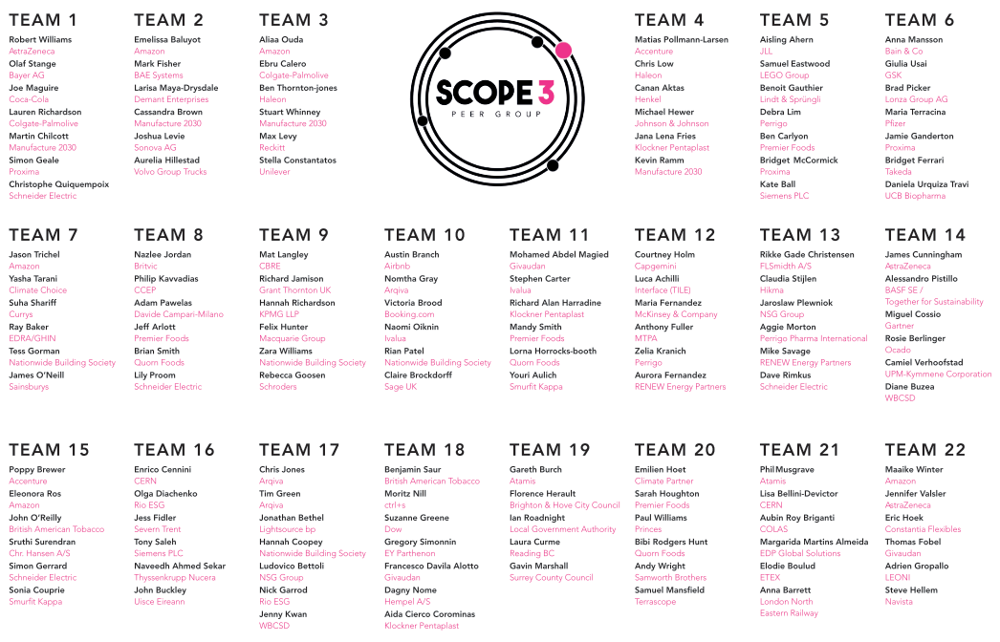 TEAM 1
Robert Williams
AstraZeneca
Olaf Stange
Bayer AG
Joe Maguire
Coca-Cola
Lauren Richardson
Colgate-Palmolive
Martin Chilcott
Manufacture 2030
Simon Geale
Proxima
Christophe Quiquempoix
Schneider Electric
TEAM 2
Emelissa Baluyot
Amazon
Mark Fisher
BAE Systems
Larisa Maya-Drysdale
Demant Enterprises
Cassandra Brown
Manufacture 2030
Joshua Levie
Sonova AG
Aurelia Hillestad
Volvo Group Trucks
TEAM 3
Aliaa Ouda
Amazon
Ebru Calero
Colgate-Palmolive
Ben Thornton-jones
Haleon
Stuart Whinney
Manufacture 2030
Max Levy
Reckitt
Stella Constantatos
Unilever
SCOPE 3
PEER GROUP
TEAM 4
Matias Pollmann-Larsen
Accenture
Chris Low
Haleon
Canan Aktas
Henkel
Michael Hewer
Johnson & Johnson
Jana Lena Fries
Klockner Pentaplast
Kevin Ramm
Manufacture 2030
TEAM 5
Aisling Ahern
JLL
Samuel Eastwood
LEGO Group
Benoit Gauthier
Lindt & Sprüngli
Debra Lim
Perrigo
Ben Carlyon
Premier Foods
Bridget McCormick
Proxima
Kate Ball
Siemens PLC
TEAM 6
Anna Mansson
Bain & Co
Giulia Usai
GSK
Brad Picker
Lonza Group AG
Maria Terracina
Pfizer
Jamie Ganderton
Proxima
Bridget Ferrari
Takeda
Daniela Urquiza Travi
UCB Biopharma
TEAM 7
Jason Trichel
Amazon
Yasha Tarani
Climate Choice
Suha Shariff
Currys
Ray Baker
EDRA/GHIN
Tess Gorman
Nationwide Building Society
James O'Neill
Sainsburys
TEAM 8
Nazlee Jordan
Britvic
Philip Kavvadias
CCEP
Adam Pawelas
Davide Campari-Milano
Jeff Arlott
Premier Foods
Brian Smith
Quorn Foods
Lily Proom
Schneider Electric
TEAM 9
Mat Langley
CBRE
Richard Jamison
Grant Thornton UK
Hannah Richardson
KPMG LLP
Felix Hunter
Macquarie Group
Zara Williams
Nationwide Building Society
Rebecca Goosen
Schroders
TEAM 10
Austin Branch
Airbnb
Nomtha Gray
Arqiva
Victoria Brood
Booking.com
Naomi Oiknin
Ivalua
Rian Patel
Nationwide Building Society
Claire Brockdorff
Sage UK
TEAM 11
Mohamed Abdel Magied
Givaudan
Stephen Carter
Ivalua
Richard Alan Harradine
Klockner Pentaplast
Mandy Smith
Premier Foods
Lorna Horrocks-booth
Quorn Foods
Youri Aulich
Smurfit Kappa
TEAM 12
Courtney Holm
Capgemini
Luca Achilli
Interface (TILE)
Maria Fernandez
McKinsey & Company
Anthony Fuller
MTPA
Zelia Kranich
Perrigo
Aurora Fernandez
RENEW Energy Partners
TEAM 13
Rikke Gade Christensen
FLSmidth A/S
Claudia Stijlen
Hikma
Jaroslaw Plewniok
NSG Group
Aggie Morton
Perrigo Pharma International
Mike Savage
RENEW Energy Partners
Dave Rimkus
Schneider Electric
TEAM 14
James Cunningham
AstraZeneca
Alessandro Pistillo
BASF SE /
Together for Sustainability
Miguel Cossio
Gartner
Rosie Berlinger
Ocado
Camiel Verhoofstad
UPM-Kymmene Corporation
Diane Buzea
WBCSD
TEAM 15
Poppy Brewer
Accenture
Eleonora Ros
Amazon
John O'Reilly
British American Tobacco
Sruthi Surendran
Chr. Hansen A/S
Simon Gerrard
Schneider Electric
Sonia Couprie
Smurfit Kappa
TEAM 16
Enrico Cennini
CERN
Olga Diachenko
Rio ESG
Jess Fidler
Severn Trent
Tony Saleh
Siemens PLC
Naveedh Ahmed Sekar
Thyssenkrupp Nucera
John Buckley
Uisce Eireann
TEAM 17
Chris Jones
Arqiva
Tim Green
Arqiva
Jonathan Bethel
Lightsource bp
Hannah Coopey
Nationwide Building Society
Ludovico Bettoli
NSG Group
Nick Garrod
Rio ESG
Jenny Kwan
WBCSD
TEAM 18
Benjamin Saur
British American Tobacco
Moritz Nill
ctrl+s
Suzanne Greene
Dow
Gregory Simonnin
EY Parthenon
Francesco Davila Alotto
Givaudan
Dagny Nome
Hempel A/S
Aida Cierco Corominas
Klockner Pentaplast
TEAM 19
Gareth Burch
Atamis
Florence Herault
Brighton & Hove City Council
Ian Roadnight
Local Government Authority
Laura Curme
Reading BC
Gavin Marshall
Surrey County Council
TEAM 20
Emilien Hoet
Climate Partner
Sarah Houghton
Premier Foods
Paul Williams
Princes
Bibi Rodgers Hunt
Quorn Foods
Andy Wright
Samworth Brothers
Samuel Mansfield
Terrascope
TEAM 21
Phil Musgrave
Atamis
Lisa Bellini-Devictor
CERN
Aubin Roy Briganti
COLAS
Margarida Martins Almeida
EDP Global Solutions
Elodie Boulud
ETEX
Anna Barrett
London North
Eastern Railway
TEAM 22
Maaike Winter
Amazon
Jennifer Valsler
AstraZeneca
Eric Hoek
Constantia Flexibles
Thomas Fobel
Givaudan
Adrien Gropallo
LEONI
Steve Hellem
Navista